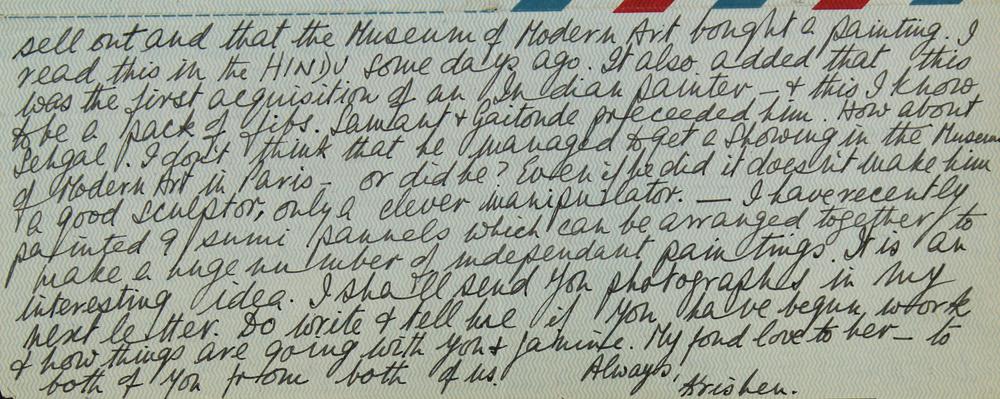 sell out and that the Museum of Modern Art bought a painting. I
read this in the HINDU some days ago. It also added that this
was the first acquisition of an Indian painter – & this I know
to be a pack of fibs. Samant & Gaitonde preceeded him. How about
Sehgal. I don't think that he managed to get a showing in the Museum
of Modern Art in Paris – or did he? Even if he did it does'nt make him
a good sculptor, only a clever manipulator. — I have recently
painted 9 sumi pannels which can be arranged together to
make a huge number of independant paintings. It is an
interesting idea. I shall send you photographs in my
next letter. Do write & tell me if you have begun work
& how things are going with you & Jamine. My fond love to her – to
both of you from both of us.
Always,
Krishen.